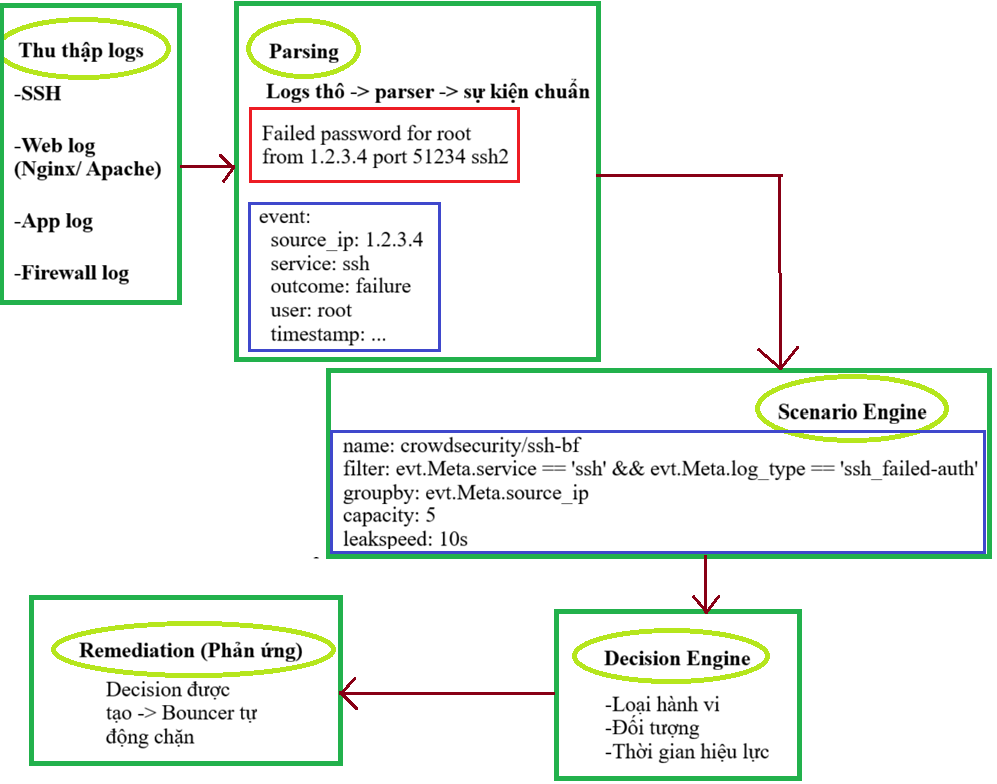 Thu thập logs
-SSH
-Web log
(Nginx/ Apache)
-App log
-Firewall log
Parsing
Logs thô -> parser -> sự kiện chuẩn
Failed password for root
from 1.2.3.4 port 51234 ssh2
event:
source_ip: 1.2.3.4
service: ssh
outcome: failure
user: root
timestamp: ...
Scenario Engine
name: crowdsecurity/ssh-bf
filter: evt.Meta.service == 'ssh' && evt.Meta.log_type == 'ssh_failed-auth'
groupby: evt.Meta.source_ip
capacity: 5
leakspeed: 10s
Decision Engine
-Loại hành vi
-Đối tượng
-Thời gian hiệu lực
Remediation (Phản ứng)
Decision được
tạo -> Bouncer tự
động chặn